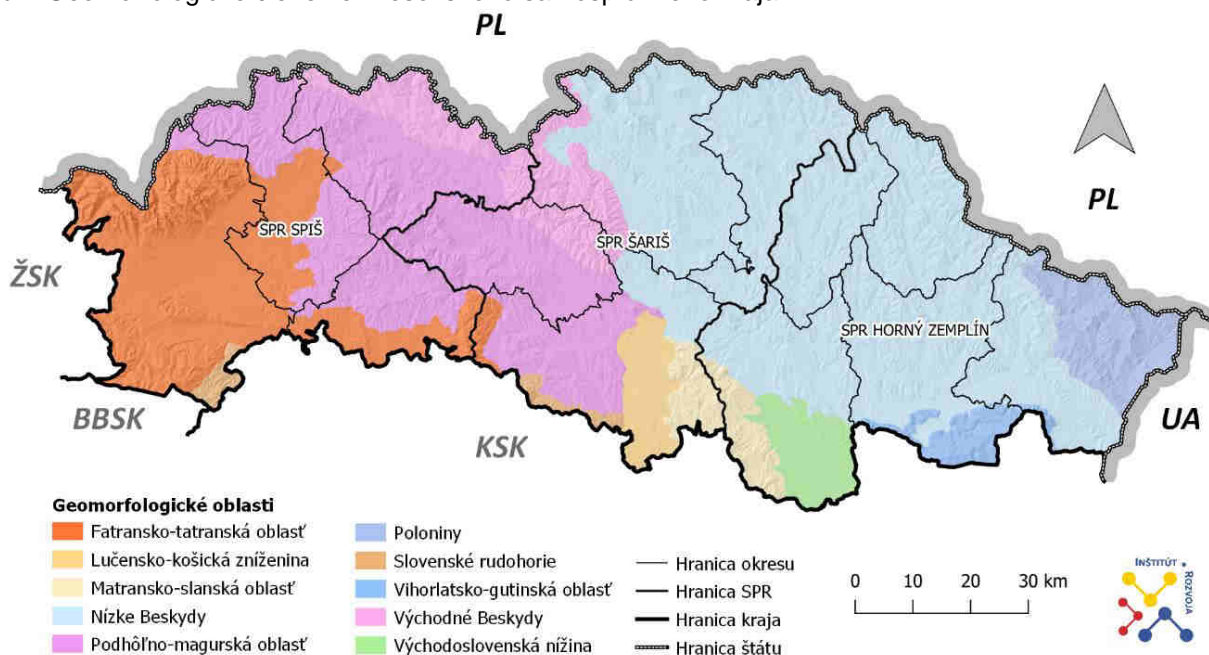 PL
PL
SPR SPIŠ
SPR ŠARIŠ
ŽSK
SPR HORNÝ ZEMPLÍN
BBSK
KSK
UA
Geomorfologické oblasti
Fatransko-tatranská oblasť
Lučensko-košická zníženina
Matransko-slanská oblasť
Nízke Beskydy
Podhôľno-magurská oblasť
Poloniny
Slovenské rudohorie
Vihorlatsko-gutinská oblasť
Východné Beskydy
Východoslovenská nížina
Hranica okresu
Hranica SPR
Hranica kraja
Hranica štátu
0 10 20 30 km
INŠTITÚT
ROZVOJA